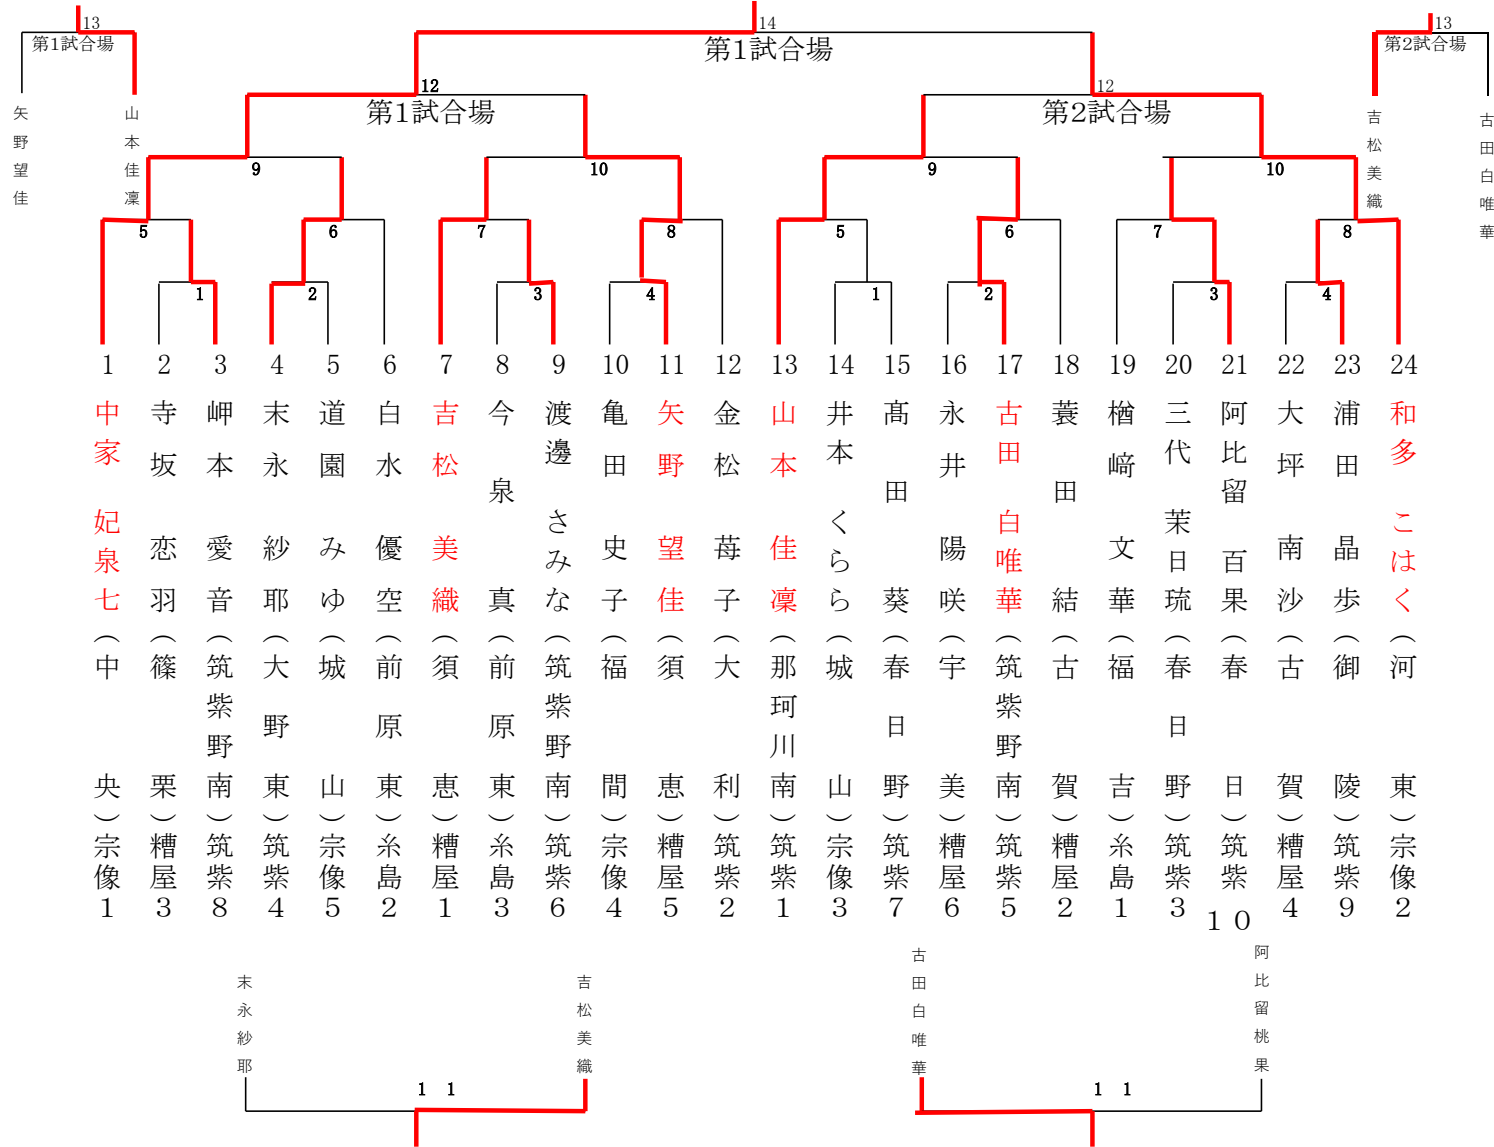 13
第1試合場
矢野望佳
山本佳凜
14
第1試合場
13
第2試合場
吉松美織
古田白唯華
12
第1試合場
12
第2試合場
9
10
9
10
5
6
7
8
5
6
7
8
1
2
3
4
1
2
3
4
1 中家 妃泉七（中央）宗像1
2 寺坂 恋羽（篠栗）糟屋3
3 岬本 愛音（筑紫野南）筑紫8
4 末永 紗耶（大野東）筑紫4
5 道園 みゆ（城山）宗像5
6 白水 優空（前原東）糸島2
7 吉松 美織（須恵）糟屋1
8 今泉 真（前原東）糸島3
9 渡邊 さみな（筑紫野南）筑紫6
10 亀田 史子（福間）宗像4
11 矢野 望佳（須恵）糟屋5
12 金松 苺子（大利）筑紫2
13 山本 佳凜（那珂川南）筑紫1
14 井本 くらら（城山）宗像3
15 髙田 葵（春日野）筑紫7
16 永井 陽咲（宇美）糟屋6
17 古田 白唯華（筑紫野南）筑紫5
18 蓑田 結（古賀）糟屋2
19 楢﨑 文華（福吉）糸島1
20 三代 茉日琉（春日野）筑紫3
21 阿比留 百果（春日）筑紫10
22 大坪 南沙（古賀）糟屋4
23 浦田 晶歩（御陵）筑紫9
24 和多 こはく（河東）宗像2
末永紗耶
吉松美織
11
古田白唯華
阿比留桃果
11